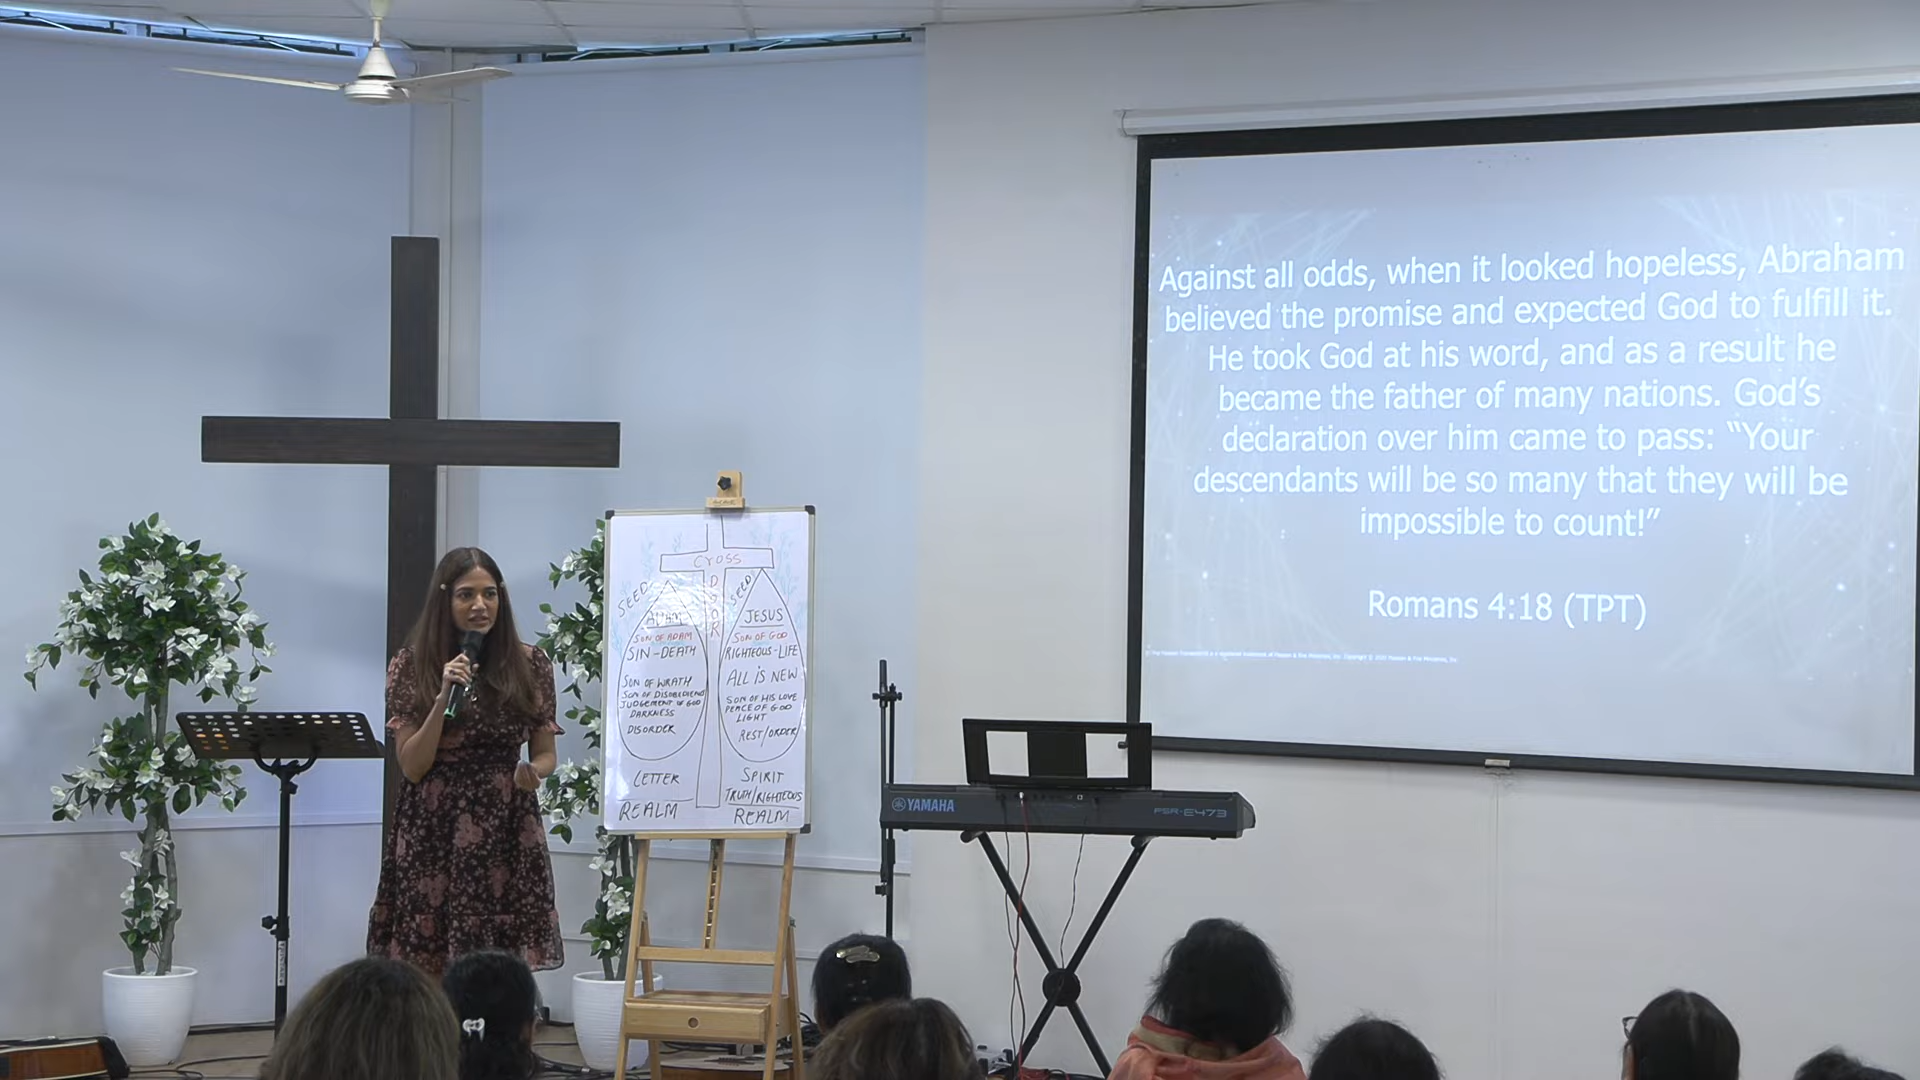 Against all odds, when it looked hopeless, Abraham
believed the promise and expected God to fulfill it.
He took God at his word, and as a result he
became the father of many nations. God's
declaration over him came to pass: “Your
descendants will be so many that they will be
impossible to count!”
Romans 4:18 (TPT)
CROSS
DOOR
SEED
ADAM
SON OF ADAM
SIN-DEATH
SON OF WRATH
SON OF DISOBEDIENCE
JUDGEMENT OF GOD
DARKNESS
DISORDER
LETTER
REALM
SEED
JESUS
SON OF GOD
RIGHTEOUS-LIFE
ALL IS NEW
SON OF HIS LOVE
PEACE OF GOD
LIGHT
REST/ORDER
SPIRIT
TRUTH/RIGHTEOUS
REALM
YAMAHA
PSR-E473